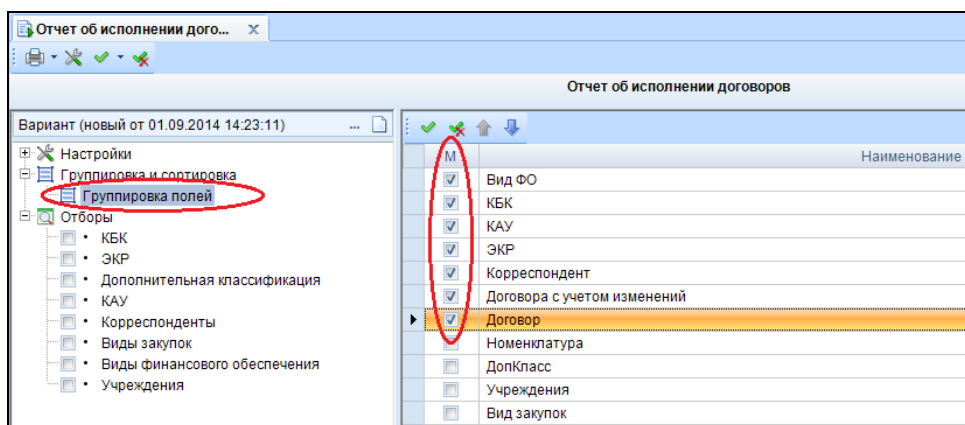 Отчет об исполнении дого... x
Отчет об исполнении договоров
Вариант (новый от 01.09.2014 14:23:11) ...
Настройки
Группировка и сортировка
Группировка полей
Отборы
КБК
ЭКР
Дополнительная классификация
КАУ
Корреспонденты
Виды закупок
Виды финансового обеспечения
Учреждения
М Наименование
Вид ФО
КБК
КАУ
ЭКР
Корреспондент
Договора с учетом изменений
Договор
Номенклатура
ДопКласс
Учреждения
Вид закупок